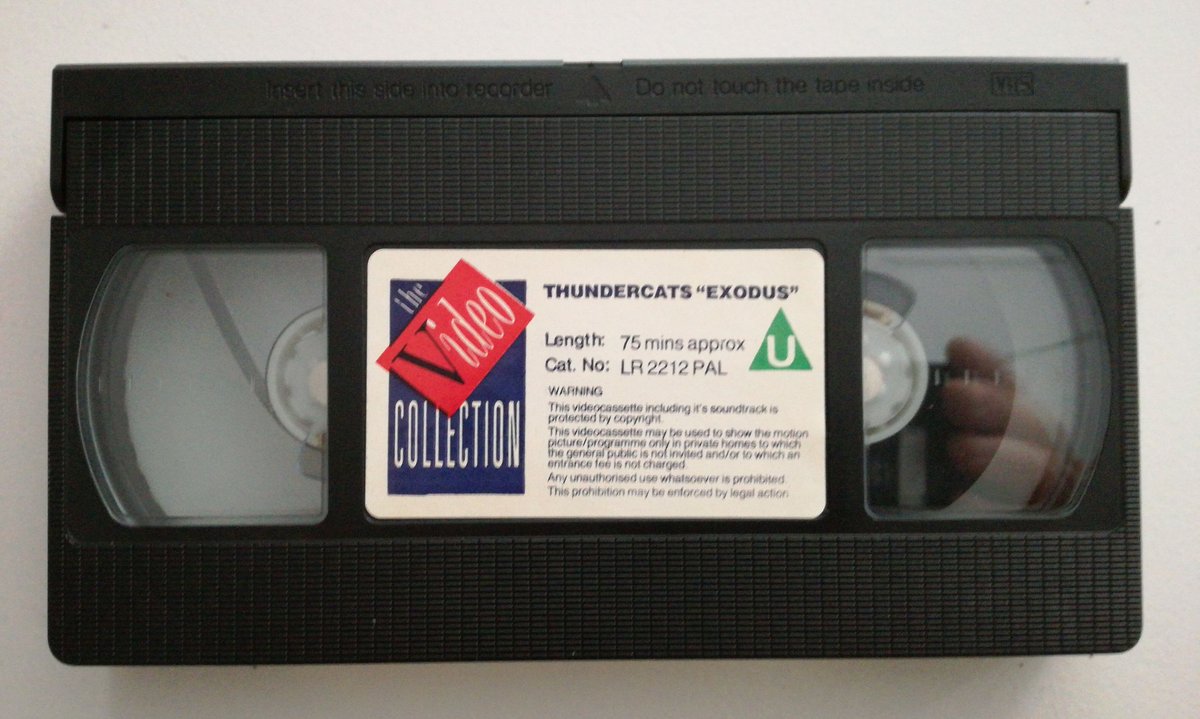 Insert this side into recorder
Do not touch the tape inside
VHS
the
Video
COLLECTION
THUNDERCATS "EXODUS"
Length: 75 mins approx
Cat. No: LR 2212 PAL
U
WARNING
This videocassette including it's soundtrack is
protected by copyright.
This videocassette may be used to show the motion
picture/programme only in private homes to which
the general public is not invited and/or to which an
entrance fee is not charged.
Any unauthorised use whatsoever is prohibited.
This prohibition may be enforced by legal action